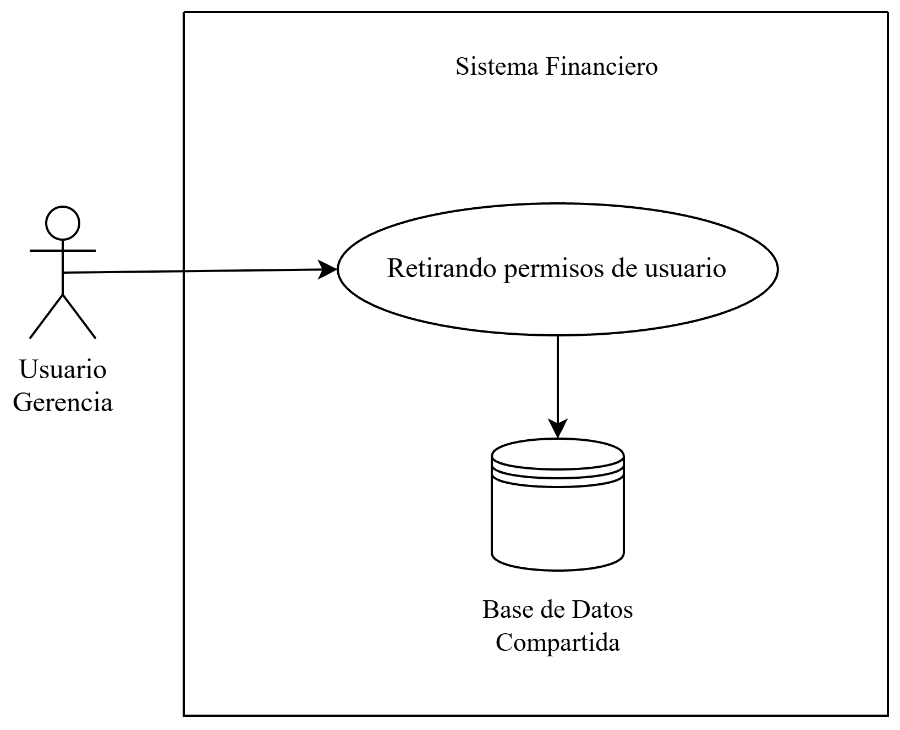 Sistema Financiero
Retirando permisos de usuario
Usuario
Gerencia
Base de Datos
Compartida